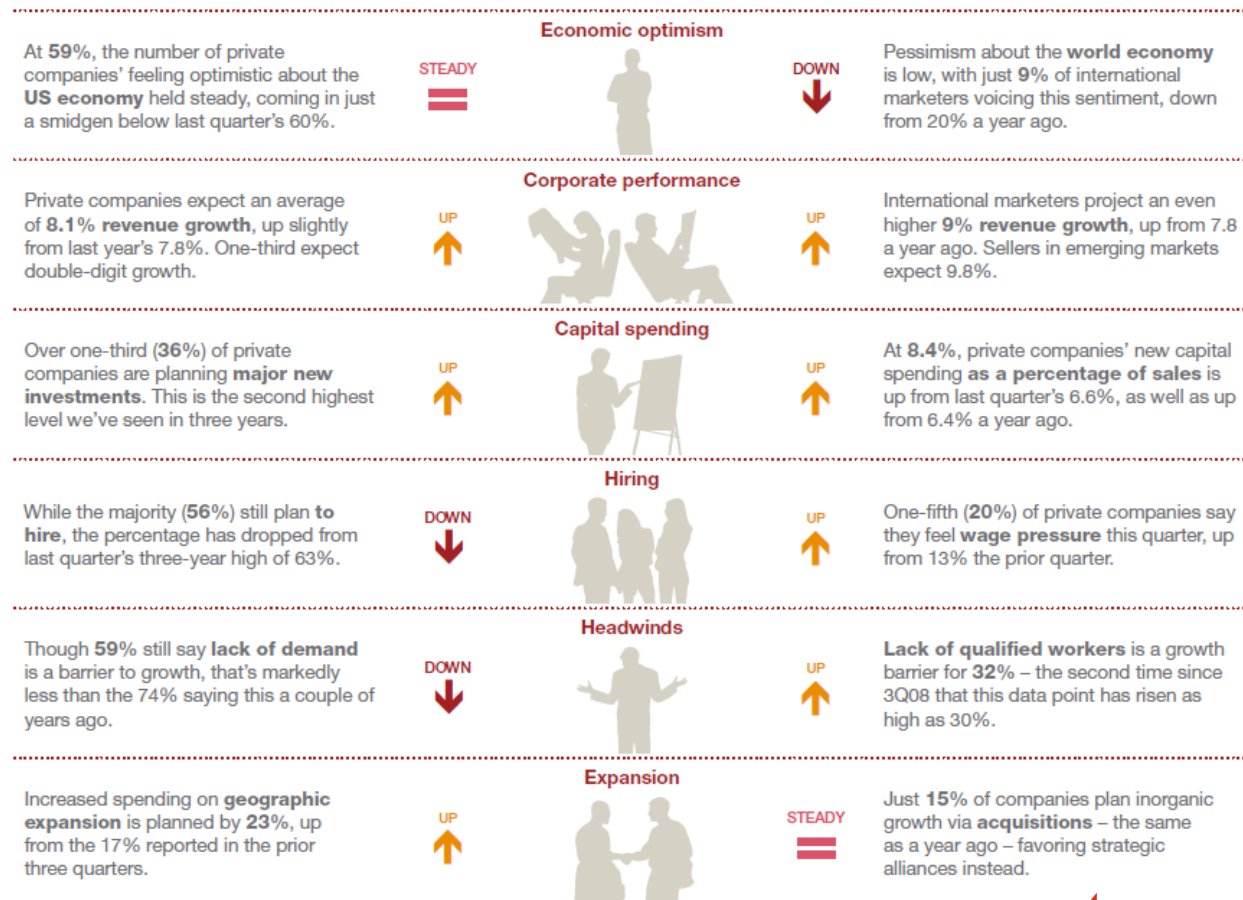 Economic optimism
At 59%, the number of private
companies' feeling optimistic about the
US economy held steady, coming in just
a smidgen below last quarter's 60%.
STEADY
DOWN
Pessimism about the world economy
is low, with just 9% of international
marketers voicing this sentiment, down
from 20% a year ago.
Corporate performance
Private companies expect an average
of 8.1% revenue growth, up slightly
from last year's 7.8%. One-third expect
double-digit growth.
UP
UP
International marketers project an even
higher 9% revenue growth, up from 7.8
a year ago. Sellers in emerging markets
expect 9.8%.
Capital spending
Over one-third (36%) of private
companies are planning major new
investments. This is the second highest
level we've seen in three years.
UP
UP
At 8.4%, private companies' new capital
spending as a percentage of sales is
up from last quarter's 6.6%, as well as up
from 6.4% a year ago.
Hiring
While the majority (56%) still plan to
hire, the percentage has dropped from
last quarter's three-year high of 63%.
DOWN
UP
One-fifth (20%) of private companies say
they feel wage pressure this quarter, up
from 13% the prior quarter.
Headwinds
Though 59% still say lack of demand
is a barrier to growth, that's markedly
less than the 74% saying this a couple of
years ago.
DOWN
UP
Lack of qualified workers is a growth
barrier for 32% – the second time since
3Q08 that this data point has risen as
high as 30%.
Expansion
Increased spending on geographic
expansion is planned by 23%, up
from the 17% reported in the prior
three quarters.
UP
STEADY
Just 15% of companies plan inorganic
growth via acquisitions – the same
as a year ago – favoring strategic
alliances instead.